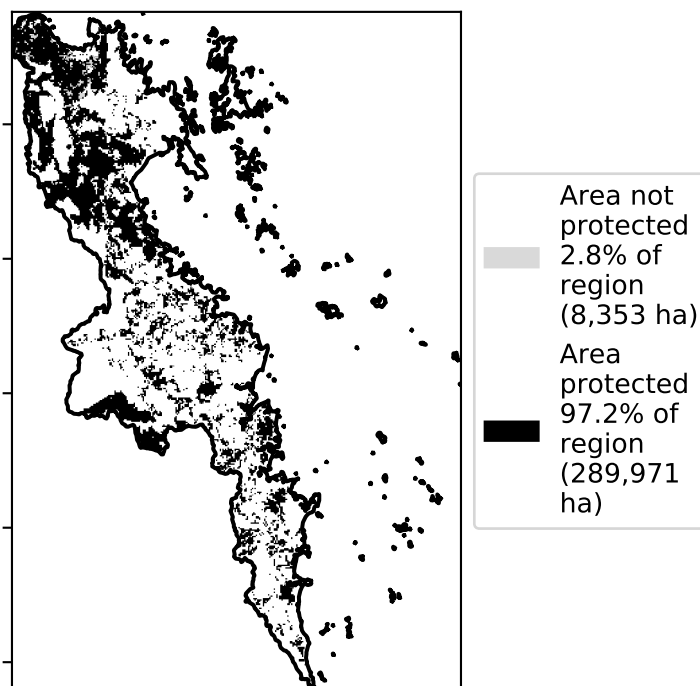 Area not
protected
2.8% of
region
(8,353 ha)
Area
protected
97.2% of
region
(289,971
ha)